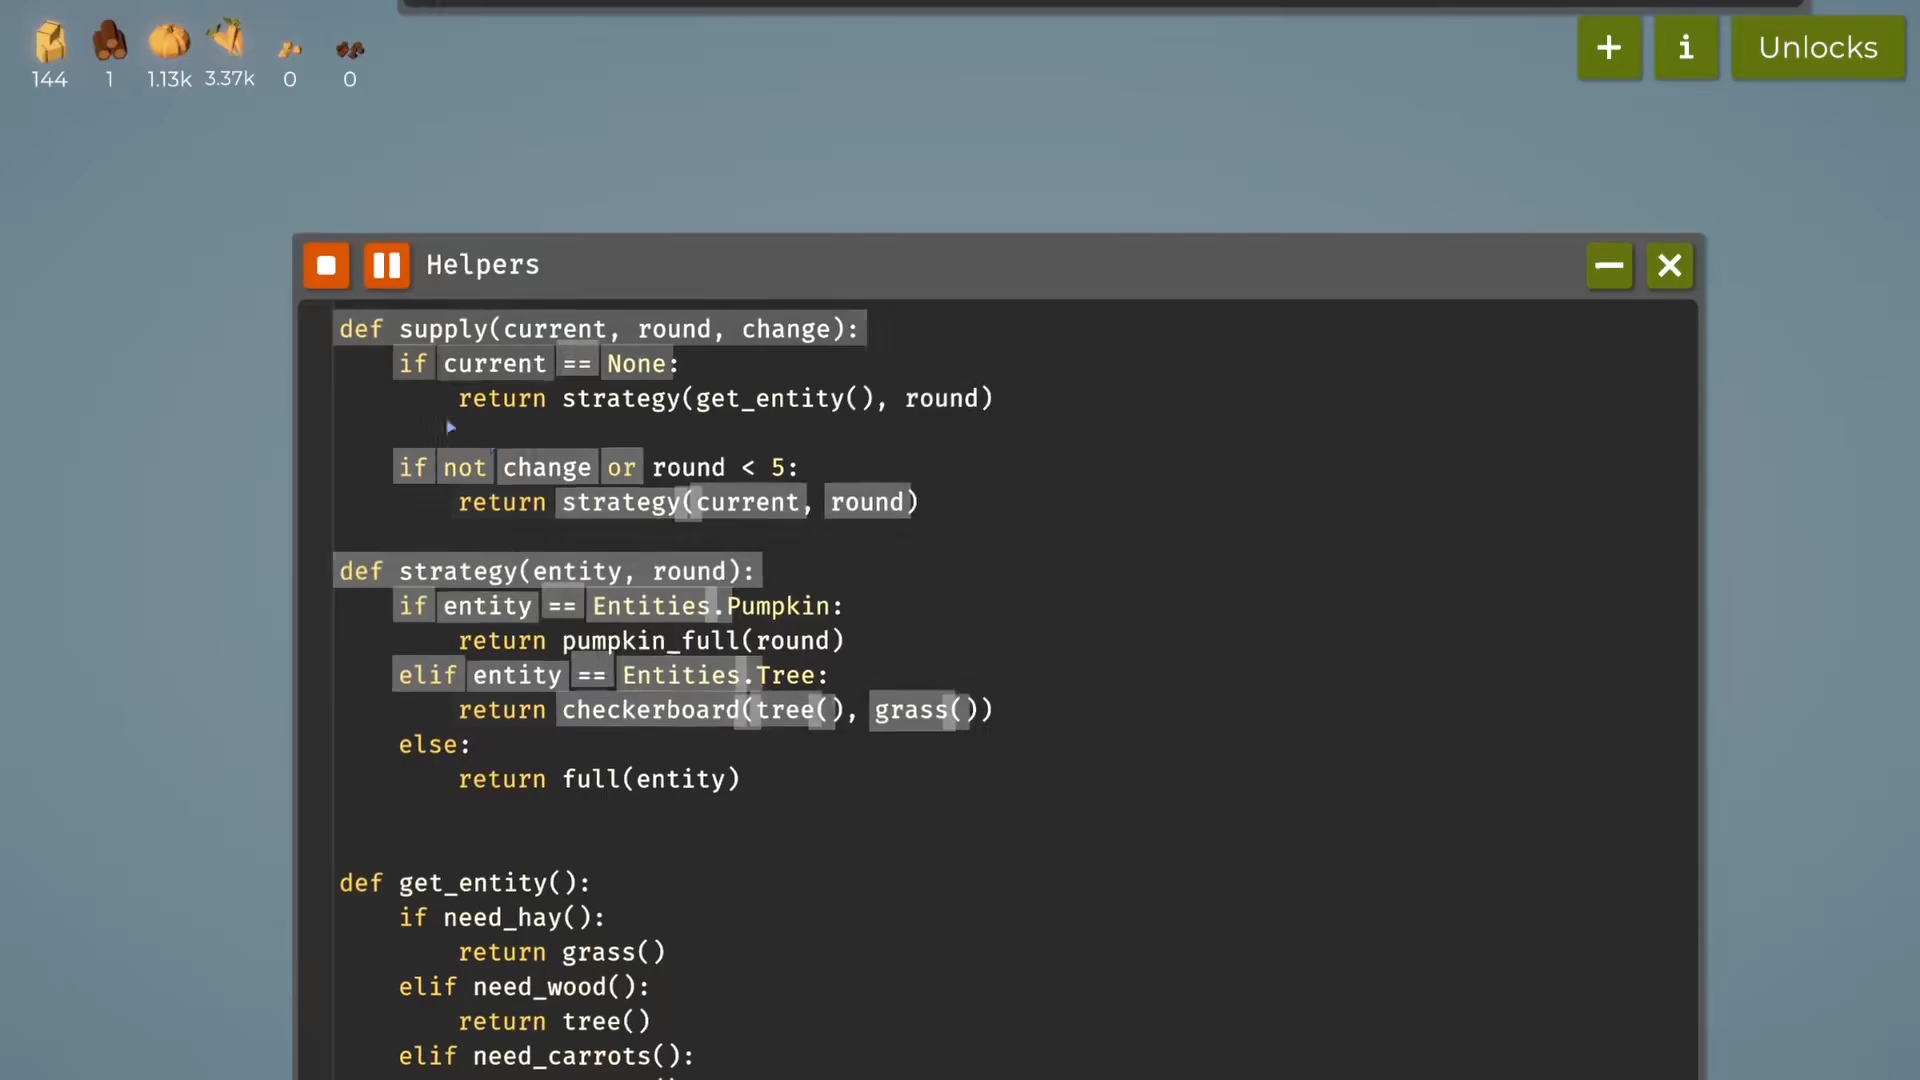 144 1 1.13k 3.37k 0 0
+ i Unlocks
Helpers
def supply(current, round, change):
    if current == None:
        return strategy(get_entity(), round)
    if not change or round < 5:
        return strategy(current, round)
def strategy(entity, round):
    if entity == Entities.Pumpkin:
        return pumpkin_full(round)
    elif entity == Entities.Tree:
        return checkerboard(tree(), grass())
    else:
        return full(entity)
def get_entity():
    if need_hay():
        return grass()
    elif need_wood():
        return tree()
    elif need_carrots():